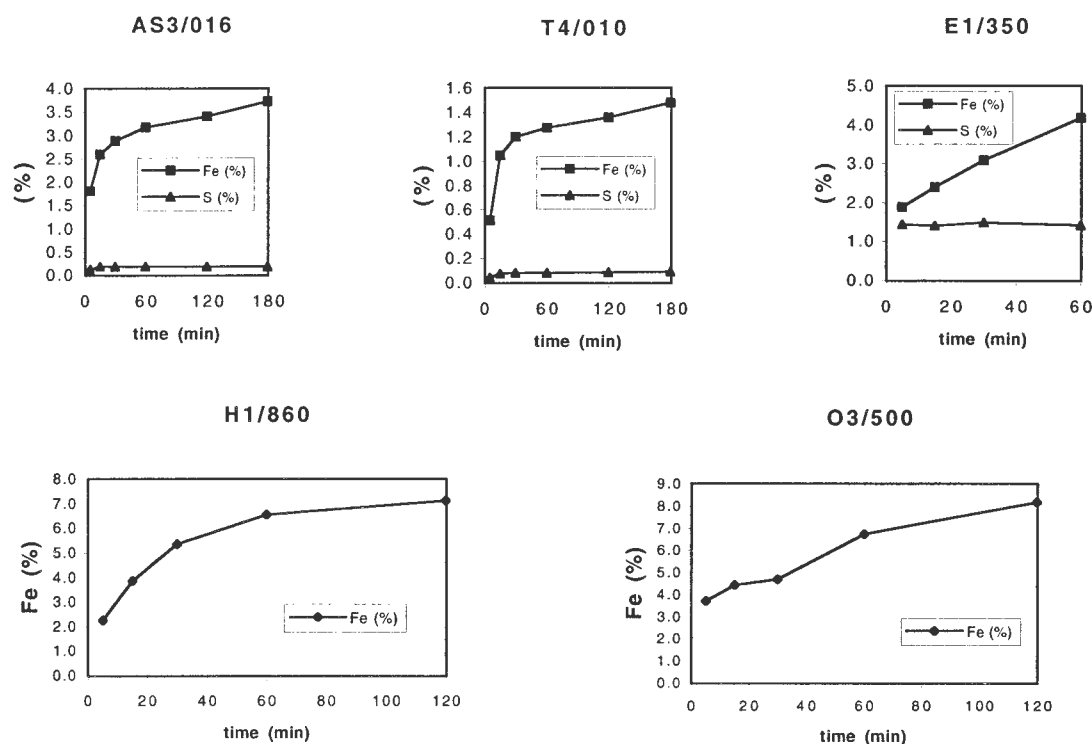 AS3/016
(%)
4.0
3.5
3.0
2.5
2.0
1.5
1.0
0.5
0.0
Fe (%)
S (%)
0 60 120 180
time (min)
T4/010
(%)
1.6
1.4
1.2
1.0
0.8
0.6
0.4
0.2
0.0
Fe (%)
S (%)
0 60 120 180
time (min)
E1/350
(%)
5.0
4.0
3.0
2.0
1.0
0.0
Fe (%)
S (%)
0 20 40 60
time (min)
H1/860
Fe (%)
8.0
7.0
6.0
5.0
4.0
3.0
2.0
1.0
0.0
Fe (%)
0 20 40 60 80 100 120
time (min)
O3/500
Fe (%)
9.0
8.0
7.0
6.0
5.0
4.0
3.0
2.0
1.0
0.0
Fe (%)
0 20 40 60 80 100 120
time (min)